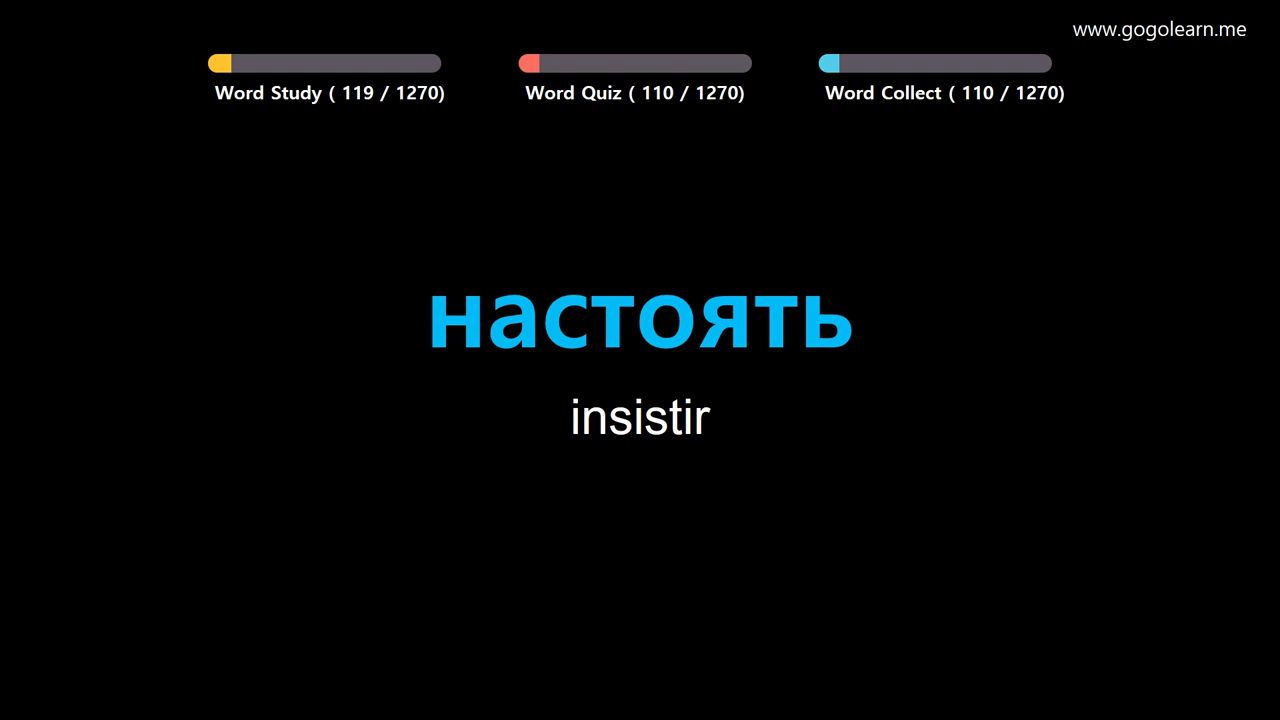 www.gogolearn.me
Word Study ( 119 / 1270)
Word Quiz ( 110 / 1270)
Word Collect ( 110 / 1270)
настоять
insistir